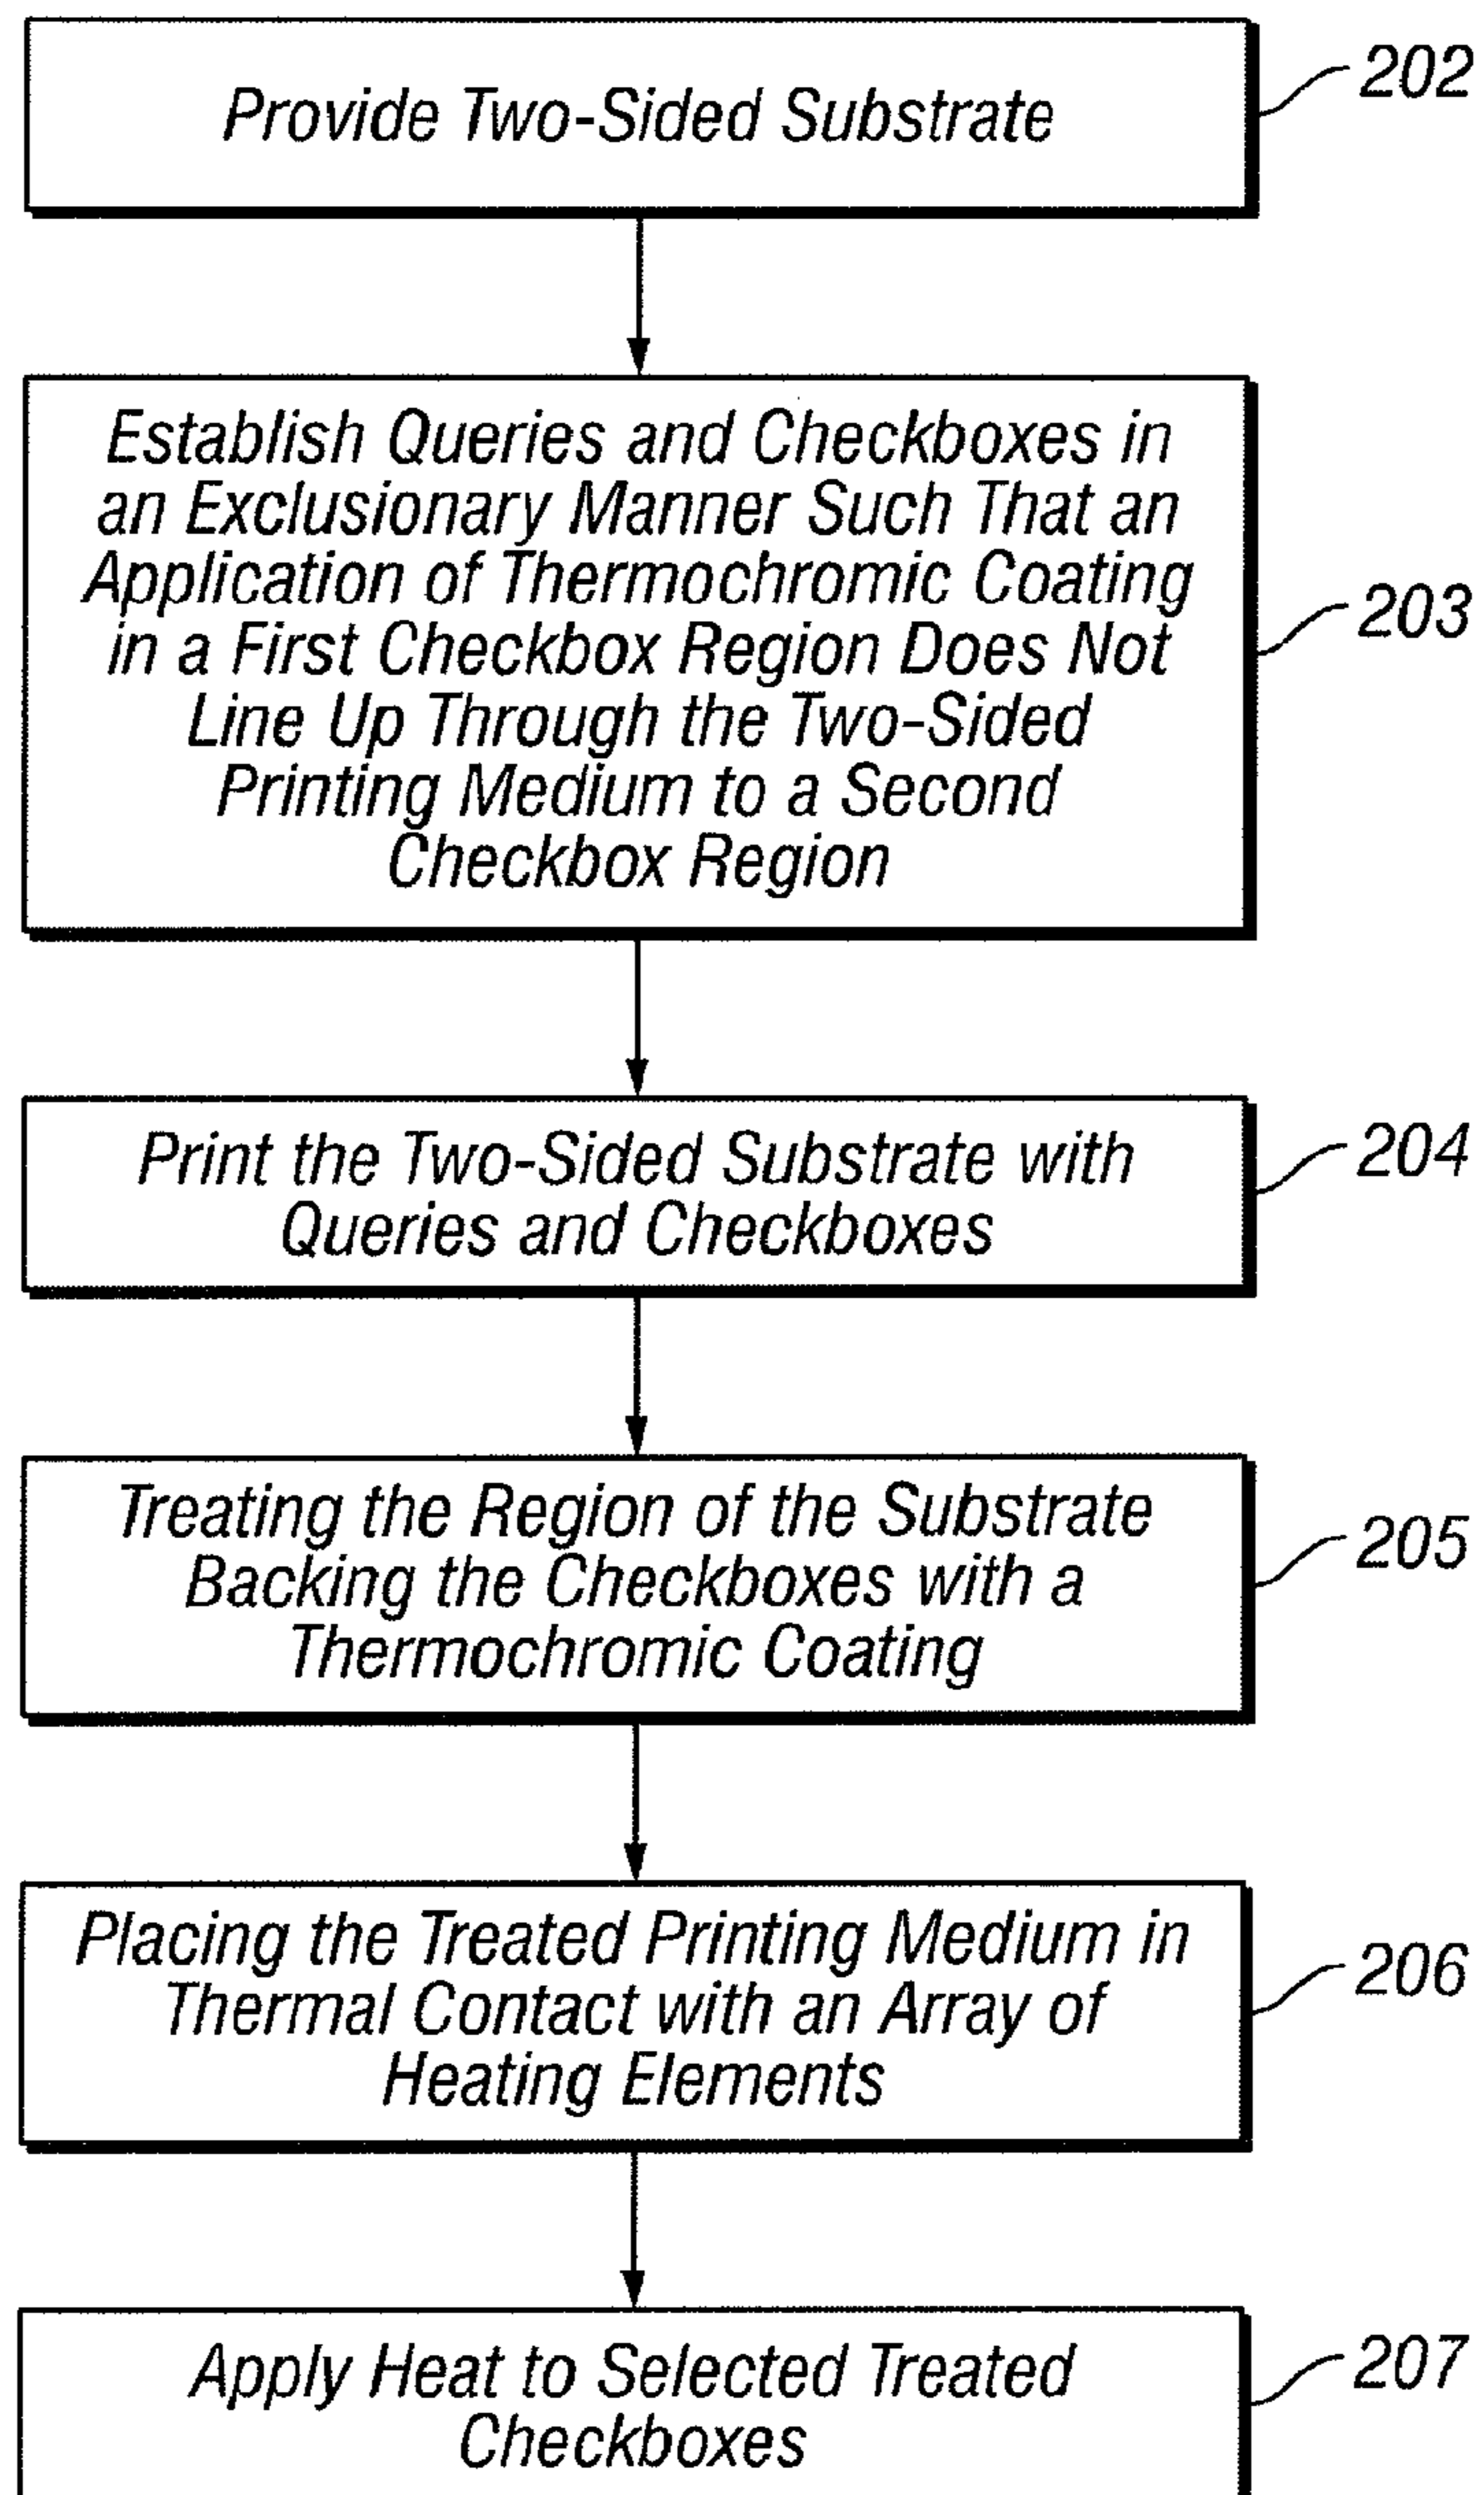 Provide Two-Sided Substrate
202
Establish Queries and Checkboxes in
an Exclusionary Manner Such That an
Application of Thermochromic Coating
in a First Checkbox Region Does Not
Line Up Through the Two-Sided
Printing Medium to a Second
Checkbox Region
203
Print the Two-Sided Substrate with
Queries and Checkboxes
204
Treating the Region of the Substrate
Backing the Checkboxes with a
Thermochromic Coating
205
Placing the Treated Printing Medium in
Thermal Contact with an Array of
Heating Elements
206
Apply Heat to Selected Treated
Checkboxes
207